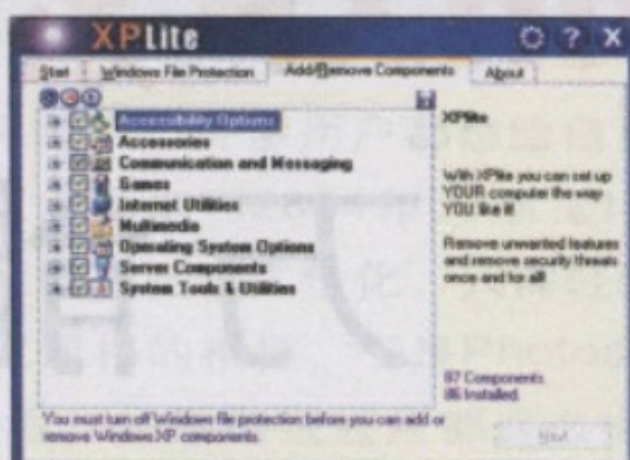 XPLite
? X
Start Windows File Protection Add/Remove Components About
Accessibility Options
Accessories
Communication and Messaging
Games
Internet Utilities
Multimedia
Operating System Options
Server Components
System Tools & Utilities
XPlite
With XPlite you can set up
YOUR computer the way
YOU like it!
Remove unwanted features
and remove security threats
once and for all!
87 Components.
86 Installed.
You must turn off Windows file protection before you can add or
remove Windows XP components.
Next